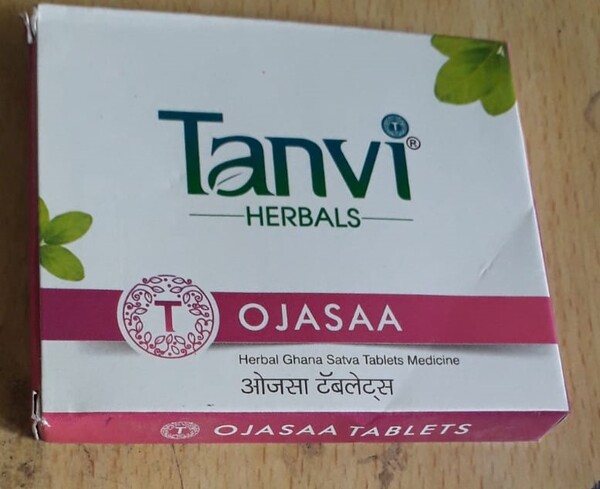 Tanvi®
HERBALS
T
OJASAA
Herbal Ghana Satva Tablets Medicine
ओजसा टॅबलेट्स
T OJASAA TABLETS